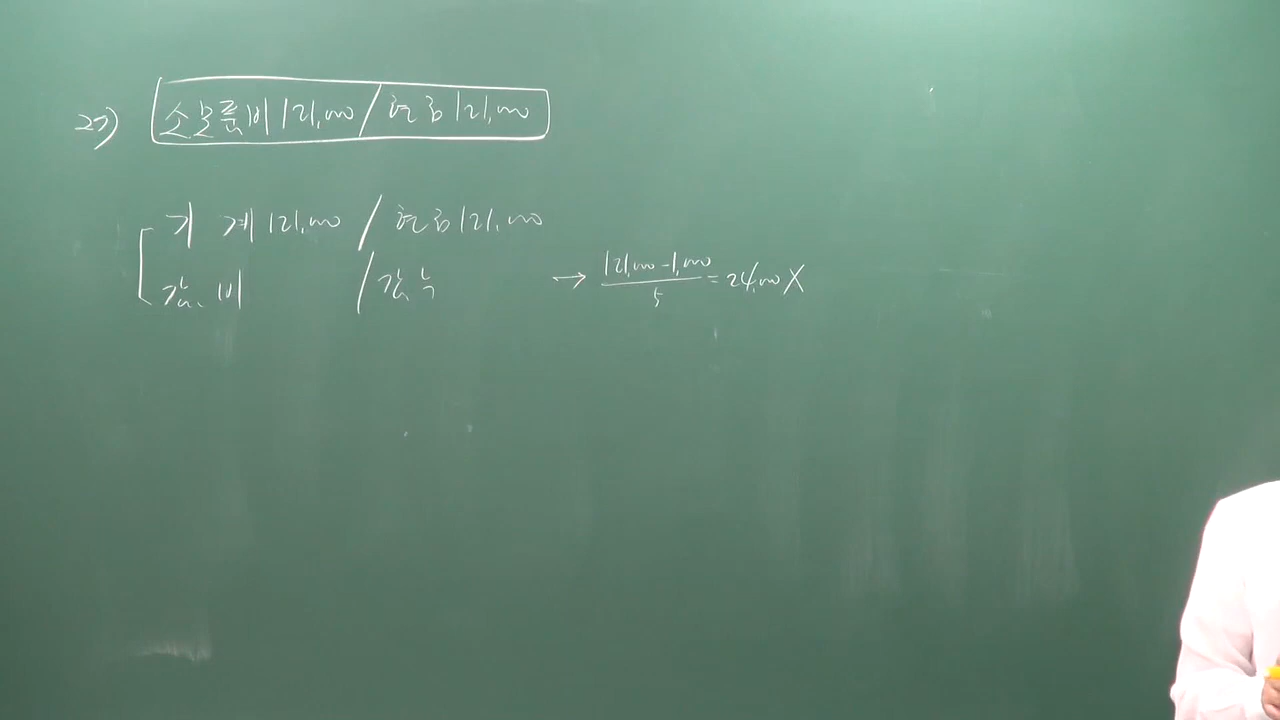 27) 소모품비 121,000 / 현금 121,000
기 계 121,000 / 현금 121,000
감.비 / 감누 → (121,000 - 1,000) / 5 = 24,000 X